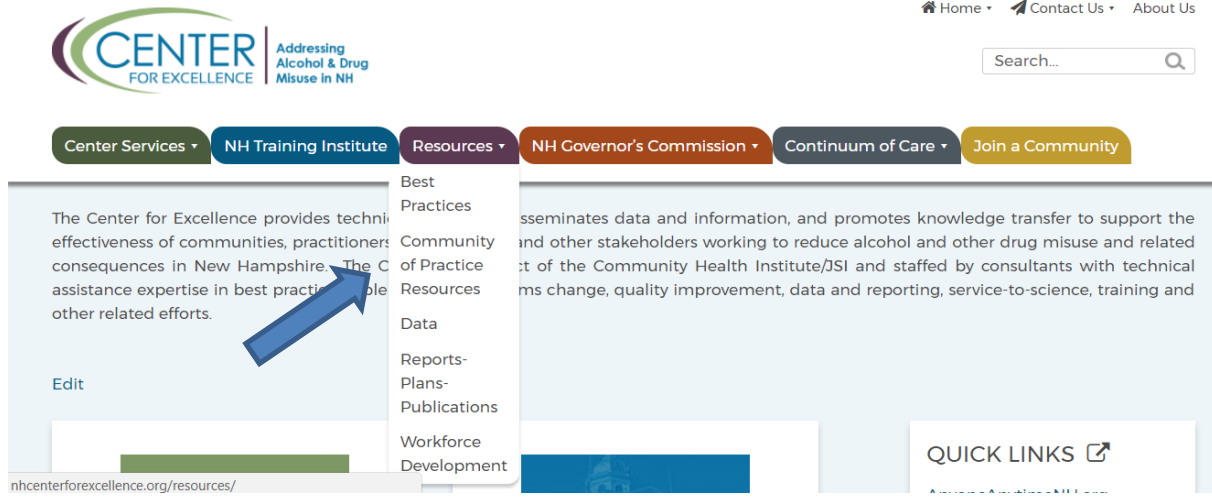 Home Contact Us About Us
CENTER
FOR EXCELLENCE
Addressing
Alcohol & Drug
Misuse in NH
Search...
Center Services NH Training Institute Resources NH Governor's Commission Continuum of Care Join a Community
Best
Practices
Community
of Practice
Resources
Data
Reports-
Plans-
Publications
Workforce
Development
The Center for Excellence provides techni sseminates data and information, and promotes knowledge transfer to support the
effectiveness of communities, practitioners and other stakeholders working to reduce alcohol and other drug misuse and related
consequences in New Hampshire. The C ct of the Community Health Institute/JSI and staffed by consultants with technical
assistance expertise in best practi ms change, quality improvement, data and reporting, service-to-science, training and
other related efforts.
Edit
QUICK LINKS
AnyoneAnytimeNH.org
nhcenterforexcellence.org/resources/